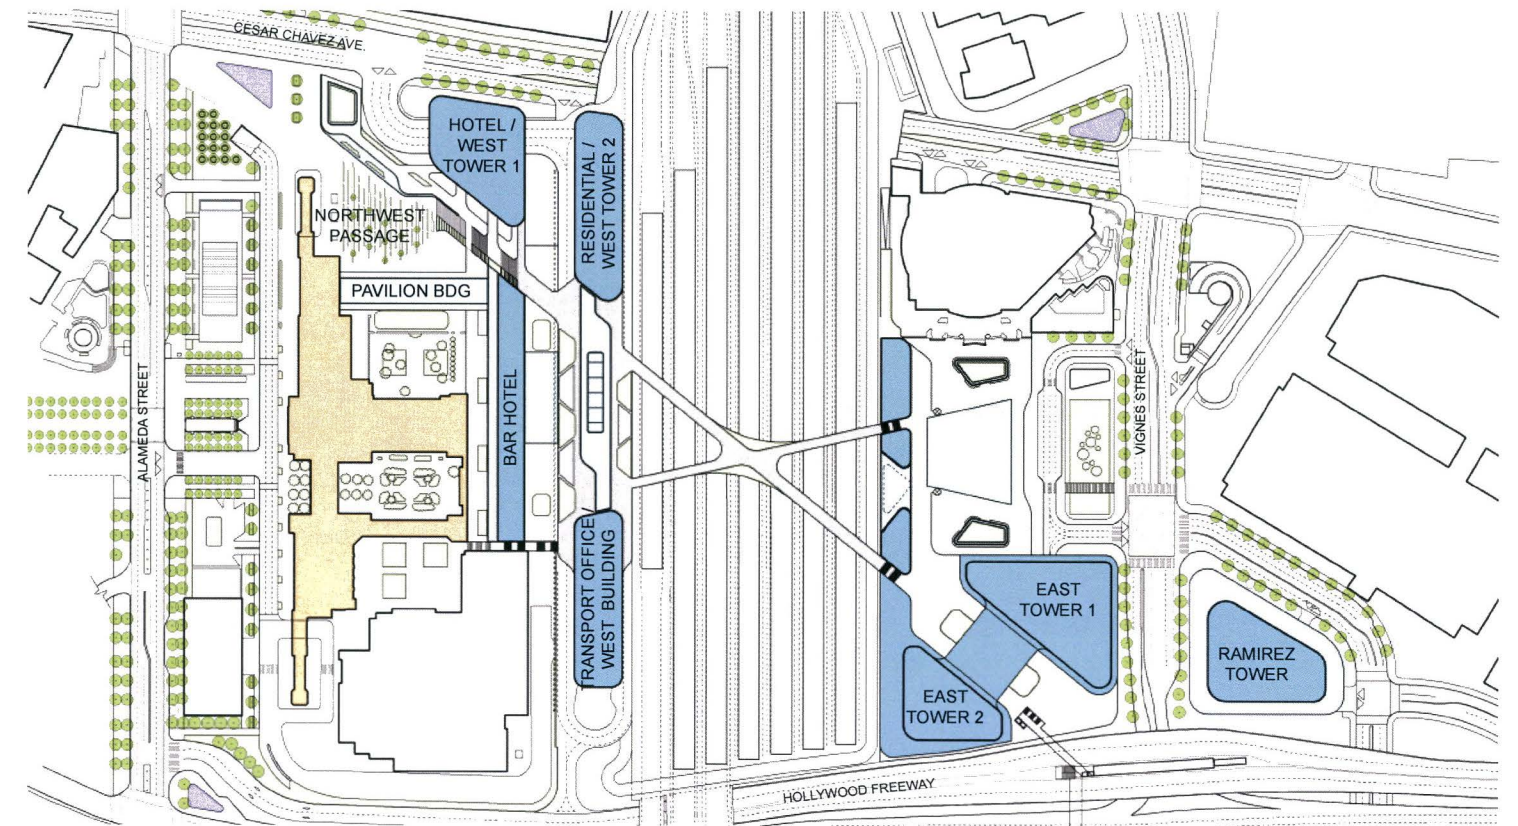 CESAR CHAVEZ AVE.
HOTEL /
WEST
TOWER 1
RESIDENTIAL /
WEST TOWER 2
NORTHWEST
PASSAGE
PAVILION BDG
BAR HOTEL
ALAMEDA STREET
VIGNES STREET
TRANSPORT OFFICE /
WEST BUILDING
EAST
TOWER 1
EAST
TOWER 2
RAMIREZ
TOWER
HOLLYWOOD FREEWAY